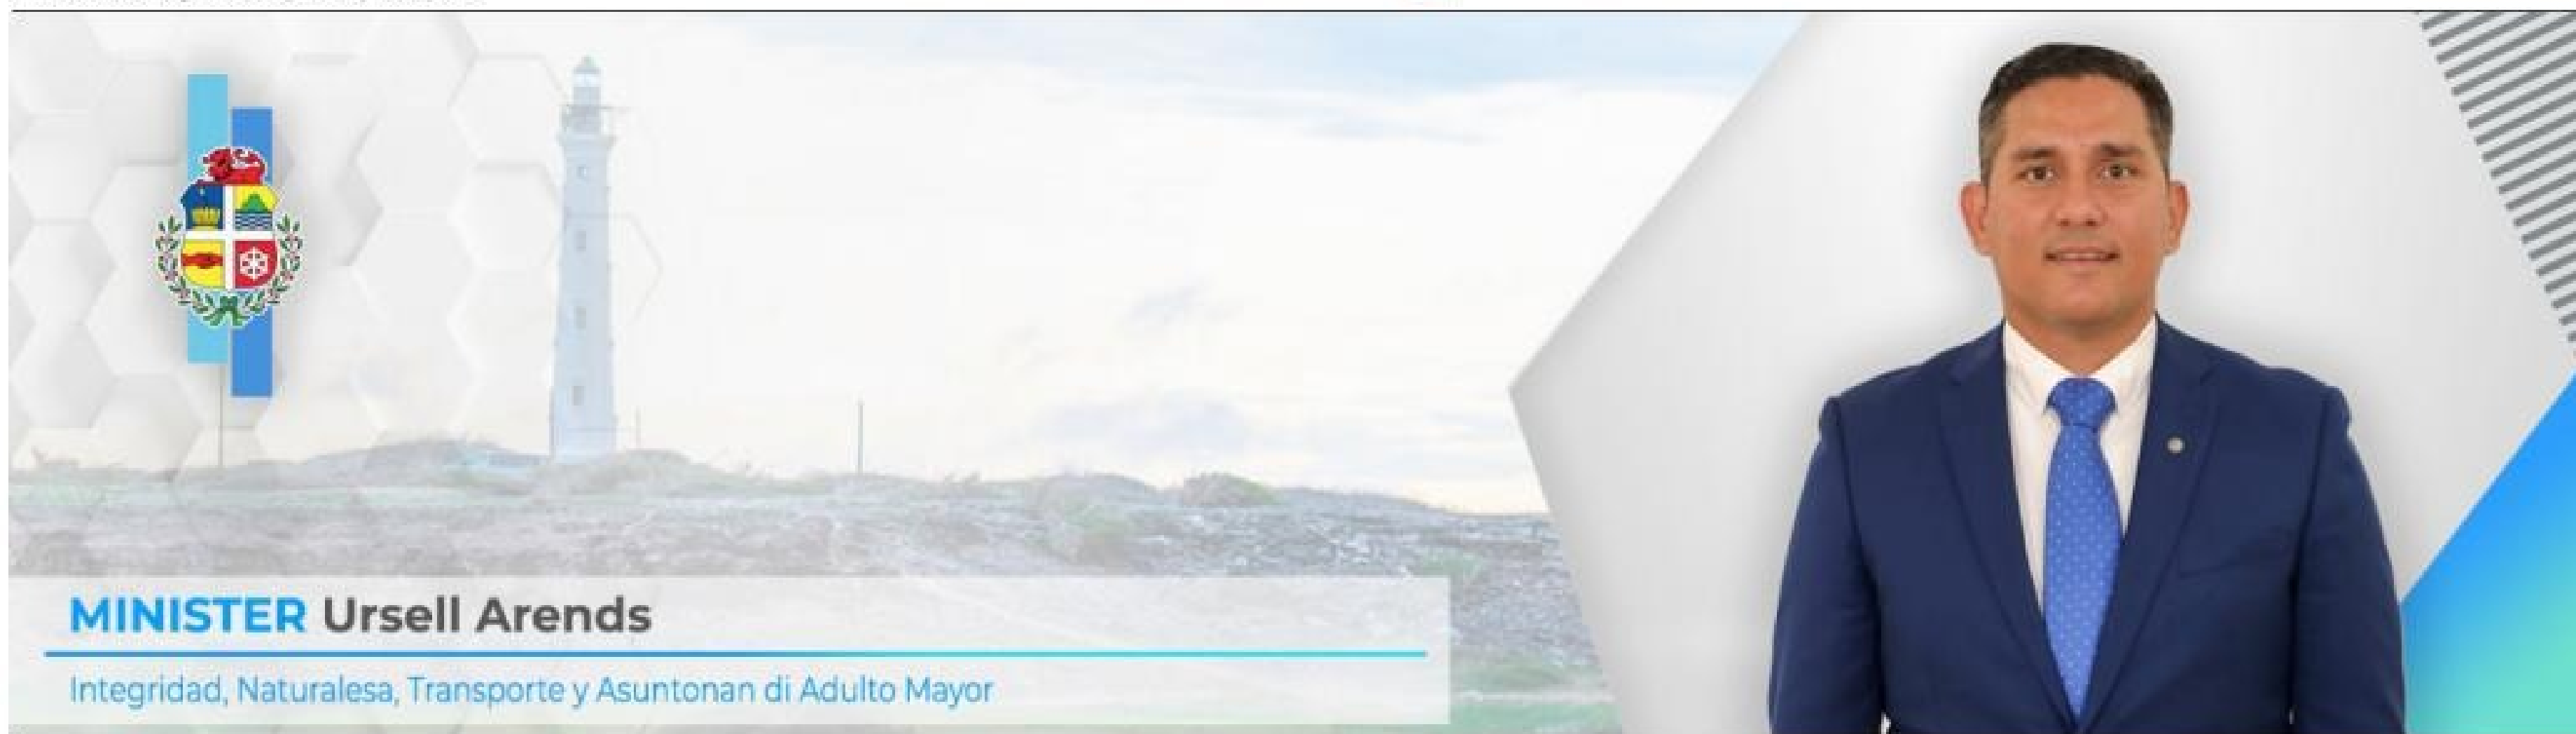 MINISTER Ursell Arends
Integridad, Naturalesa, Transporte y Asuntonan di Adulto Mayor